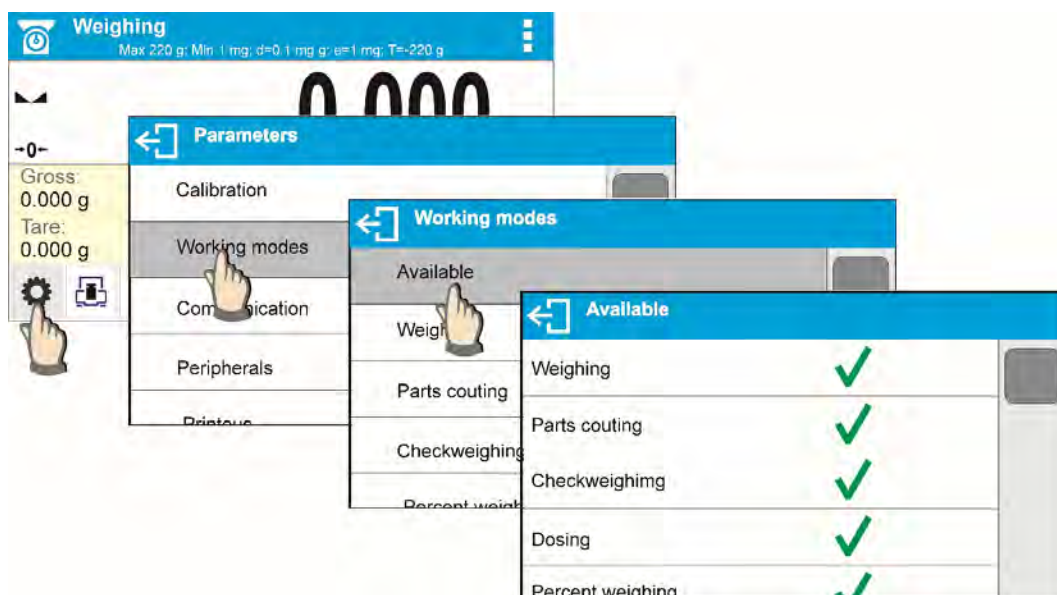 Weighing
Max 220 g; Min 1 mg; d=0.1 mg g; e=1 mg; T=-220 g
0.000
→0←
Gross:
0.000 g
Tare:
0.000 g
Parameters
Calibration
Working modes
Peripherals
Working modes
Available
Parts couting
Checkweighing
Percent weigh
Available
Weighing
Parts couting
Checkweighimg
Dosing
Percent weighing